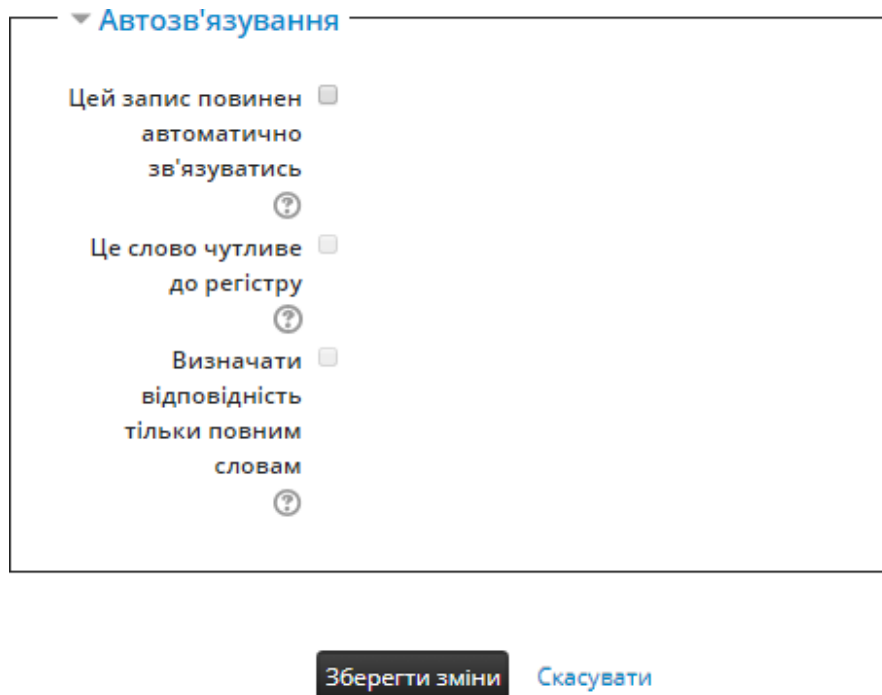 Автозв'язування
Цей запис повинен
автоматично
зв'язуватись
Це слово чутливе
до регістру
Визначати
відповідність
тільки повним
словам
Зберегти зміни Скасувати